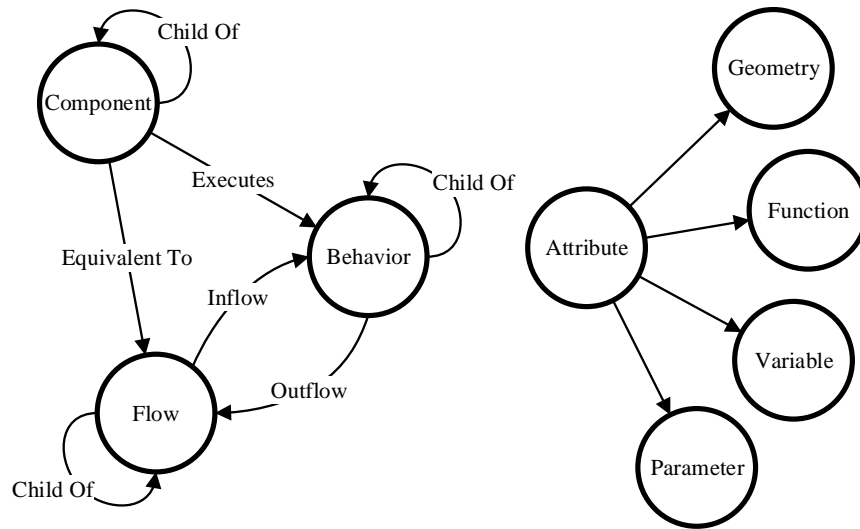 Child Of
Component
Executes
Child Of
Equivalent To
Behavior
Inflow
Outflow
Flow
Child Of
Geometry
Function
Attribute
Variable
Parameter